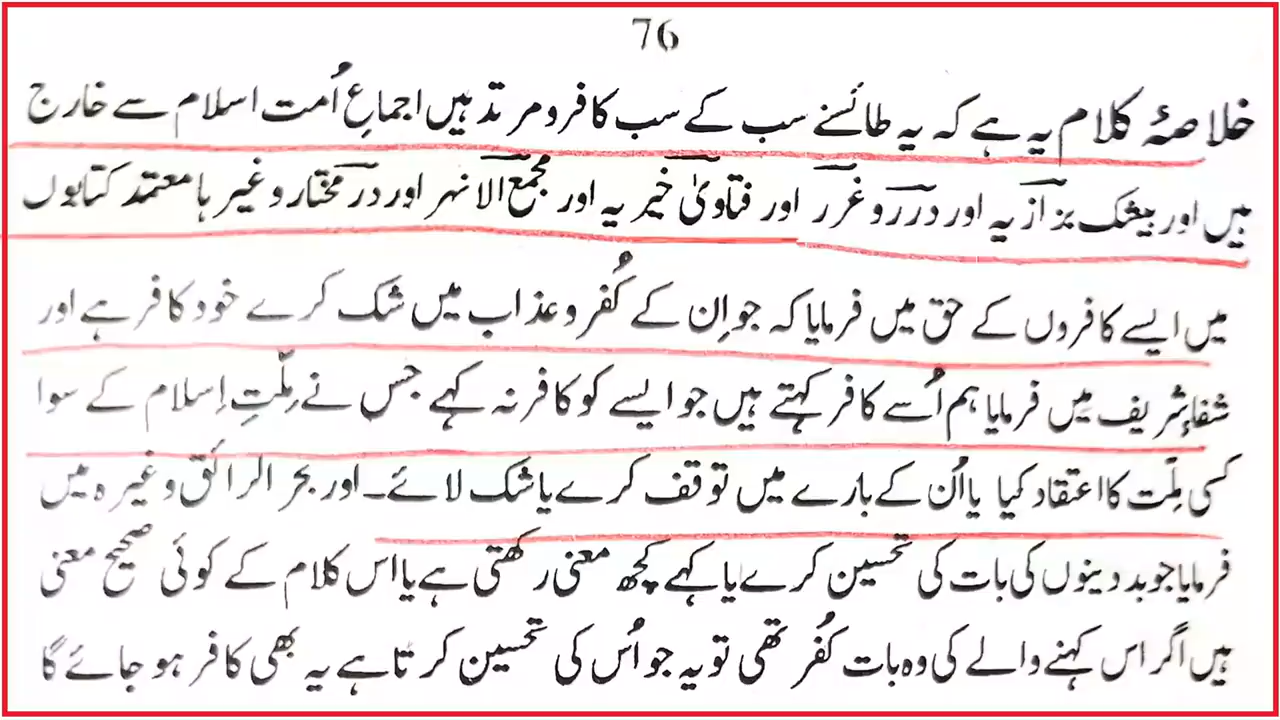 76
خلاصۂ کلام یہ ہے کہ یہ طائفے سب کے سب کافر و مرتد ہیں اجماعِ اُمت اسلام سے خارج
ہیں اور بیشک بزازیہ اور درر و غرر اور فتاویٰ خیریہ اور مجمع الانہر اور درمختار وغیرہا معتمد کتابوں
میں ایسے کافروں کے حق میں فرمایا کہ جو اِن کے کُفر و عذاب میں شک کرے خود کافر ہے اور
شفاء شریف میں فرمایا ہم اُسے کافر کہتے ہیں جو ایسے کو کافر نہ کہے جس نے مِلّتِ اِسلام کے سوا
کسی مِلّت کا اعتقاد کیا یا اُن کے بارے میں توقف کرے یا شک لائے۔ اور بحر الرائق وغیرہ میں
فرمایا جو بد دینوں کی بات کی تحسین کرے یا کہے کچھ معنی رکھتی ہے یا اس کلام کے کوئی صحیح معنی
ہیں اگر اس کہنے والے کی وہ بات کُفر تھی تو یہ جو اُس کی تحسین کرتا ہے یہ بھی کافر ہو جائے گا